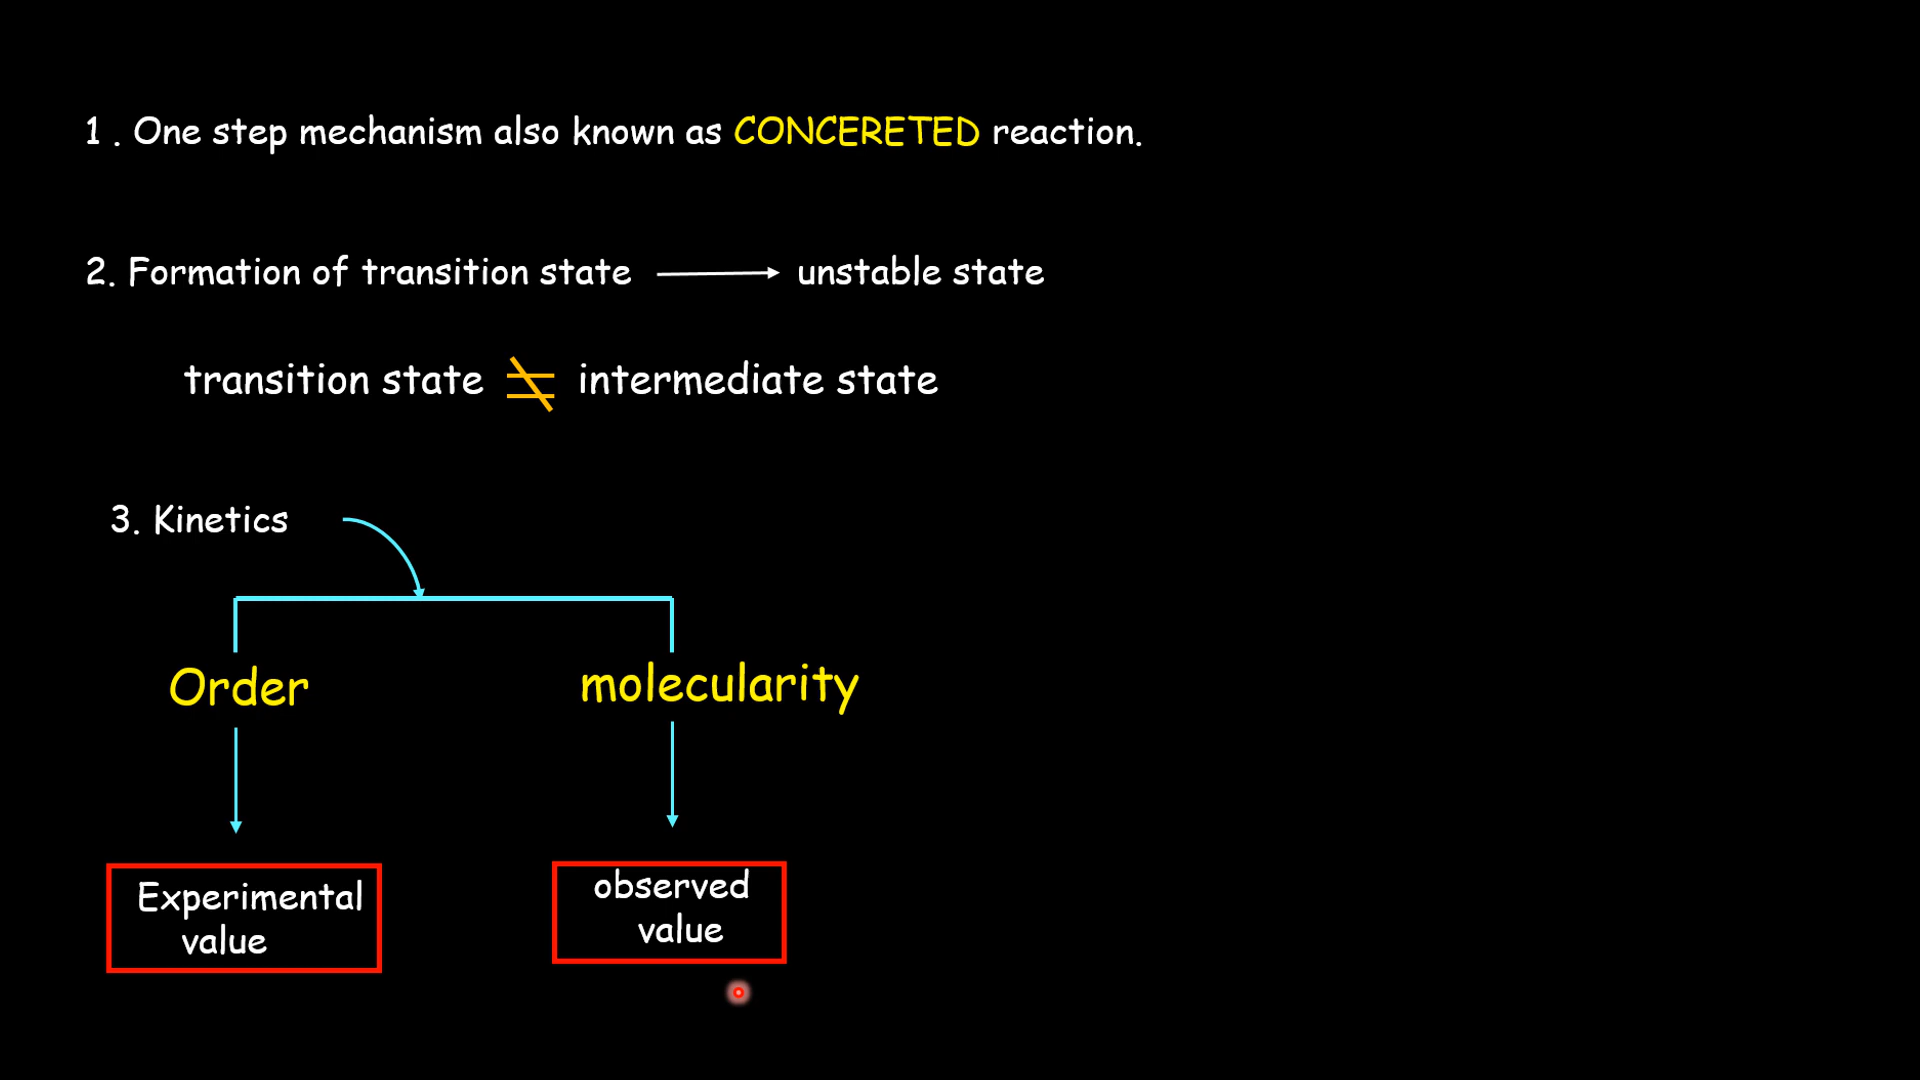 1 . One step mechanism also known as CONCERETED reaction.
2. Formation of transition state → unstable state
transition state ≠ intermediate state
3. Kinetics
Order molecularity
Experimental
value
observed
value